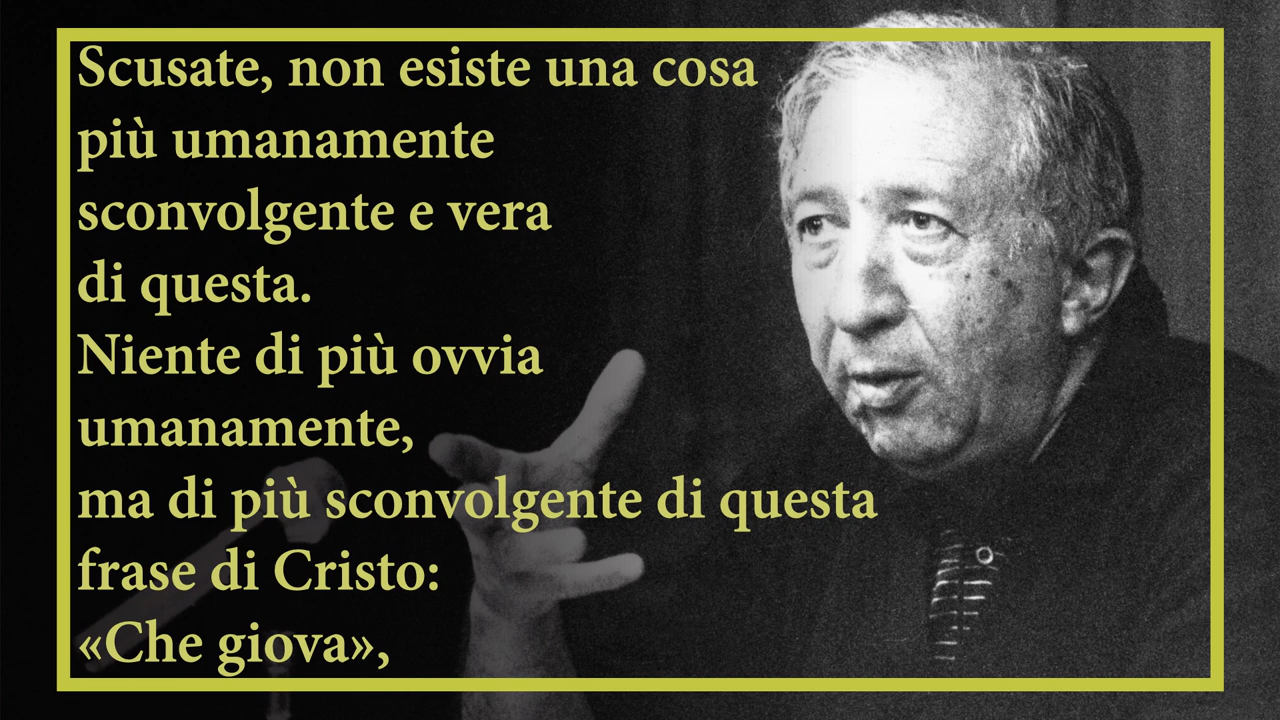 Scusate, non esiste una cosa
più umanamente
sconvolgente e vera
di questa.
Niente di più ovvia
umanamente,
ma di più sconvolgente di questa
frase di Cristo:
«Che giova»,